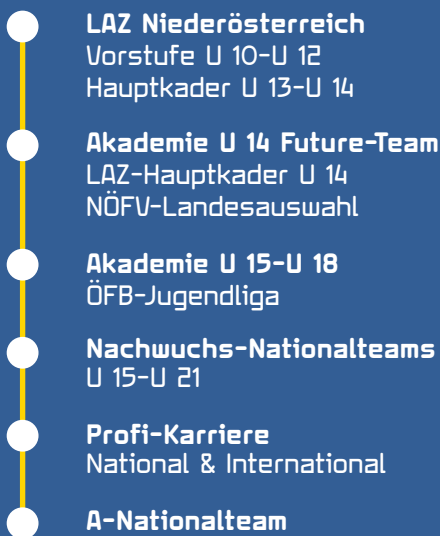 LAZ Niederösterreich
Vorstufe U 10-U 12
Hauptkader U 13-U 14
Akademie U 14 Future-Team
LAZ-Hauptkader U 14
NÖFV-Landesauswahl
Akademie U 15-U 18
ÖFB-Jugendliga
Nachwuchs-Nationalteams
U 15-U 21
Profi-Karriere
National & International
A-Nationalteam